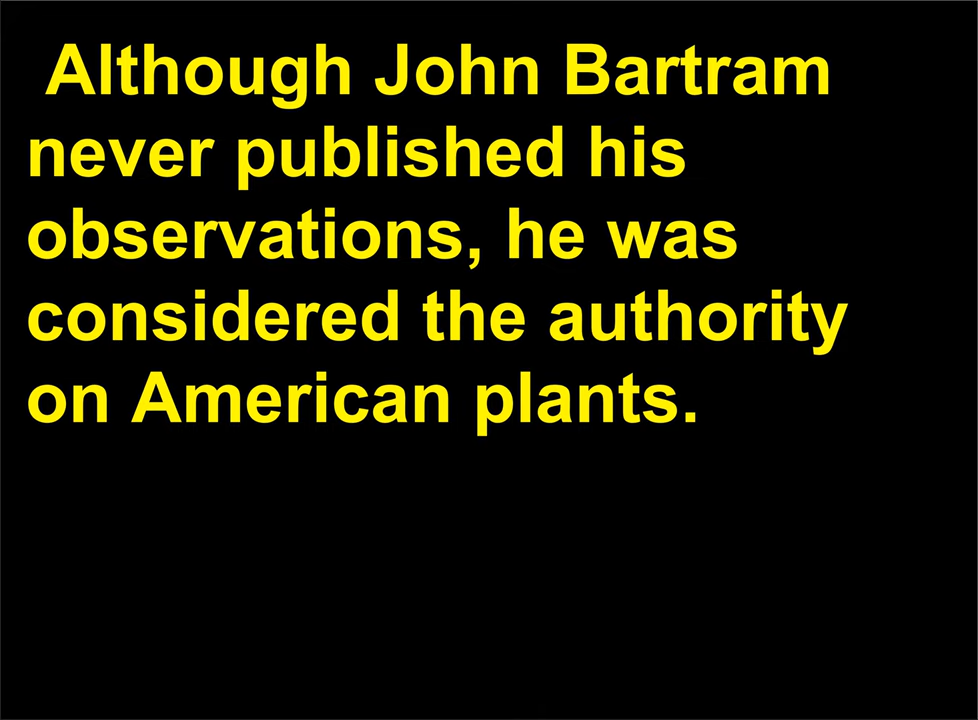 Although John Bartram
never published his
observations, he was
considered the authority
on American plants.